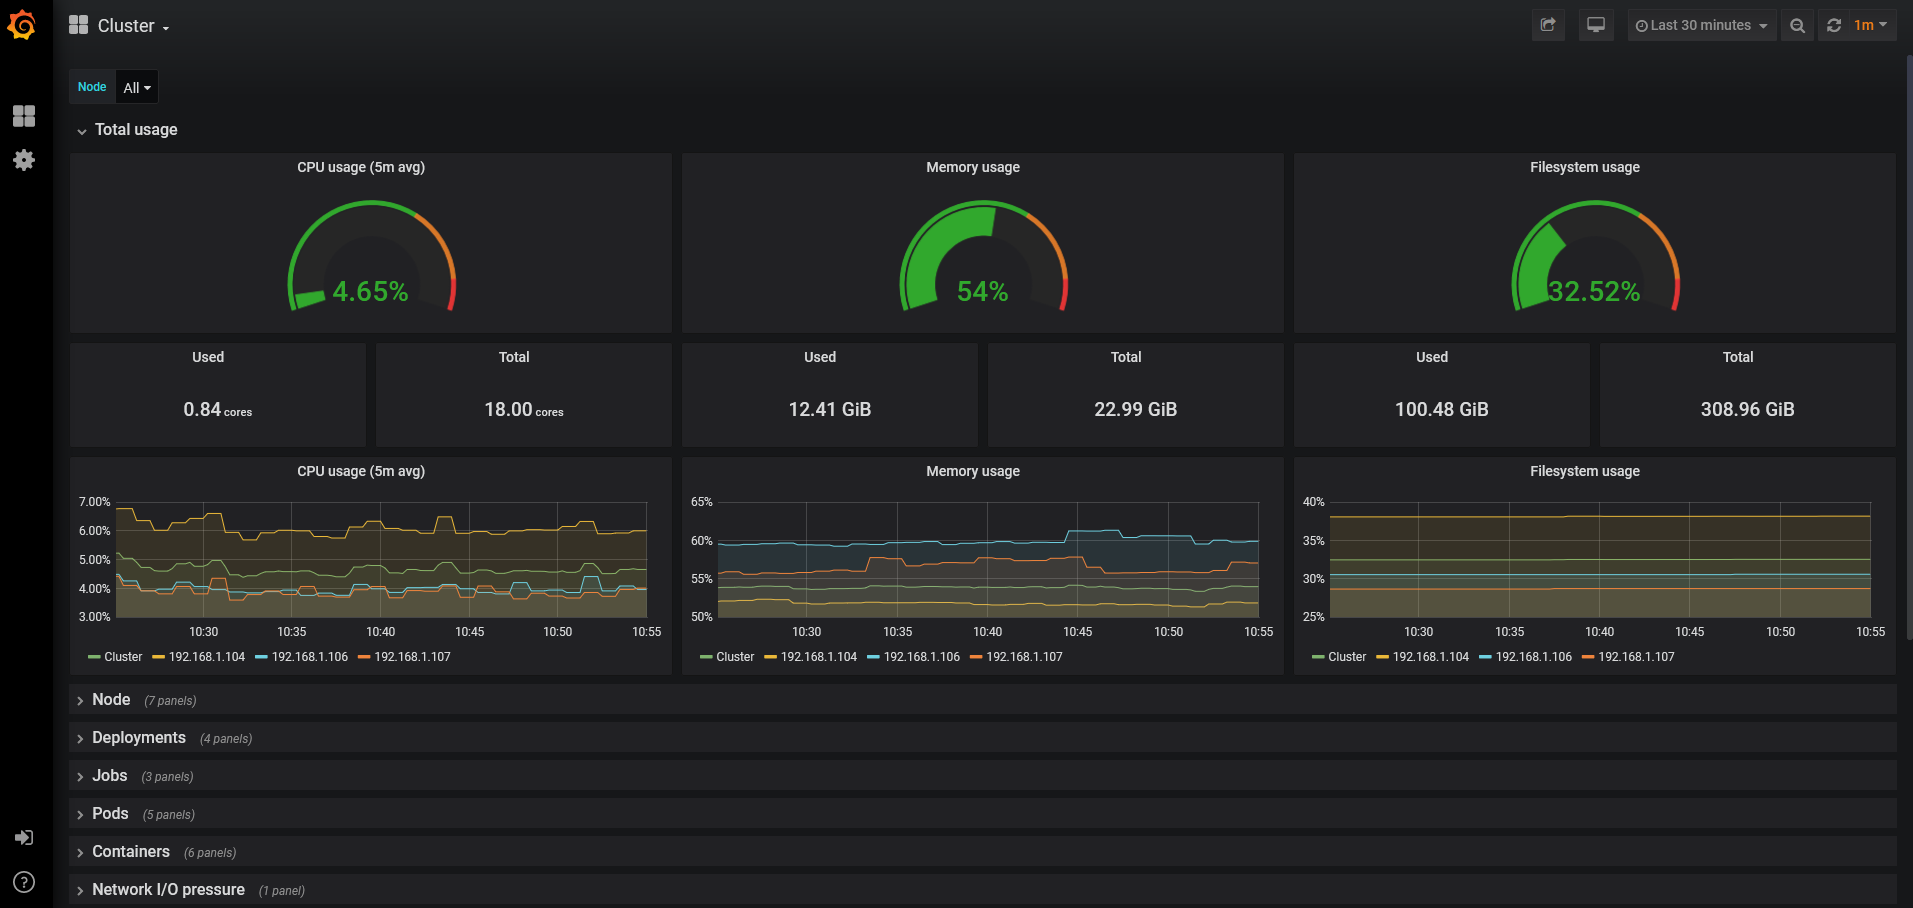 Cluster
Last 30 minutes
1m
Node All
Total usage
CPU usage (5m avg)
4.65%
Memory usage
54%
Filesystem usage
32.52%
Used
0.84 cores
Total
18.00 cores
Used
12.41 GiB
Total
22.99 GiB
Used
100.48 GiB
Total
308.96 GiB
CPU usage (5m avg)
7.00%
6.00%
5.00%
4.00%
3.00%
10:30 10:35 10:40 10:45 10:50 10:55
Cluster 192.168.1.104 192.168.1.106 192.168.1.107
Memory usage
65%
60%
55%
50%
10:30 10:35 10:40 10:45 10:50 10:55
Cluster 192.168.1.104 192.168.1.106 192.168.1.107
Filesystem usage
40%
35%
30%
25%
10:30 10:35 10:40 10:45 10:50 10:55
Cluster 192.168.1.104 192.168.1.106 192.168.1.107
Node (7 panels)
Deployments (4 panels)
Jobs (3 panels)
Pods (5 panels)
Containers (6 panels)
Network I/O pressure (1 panel)